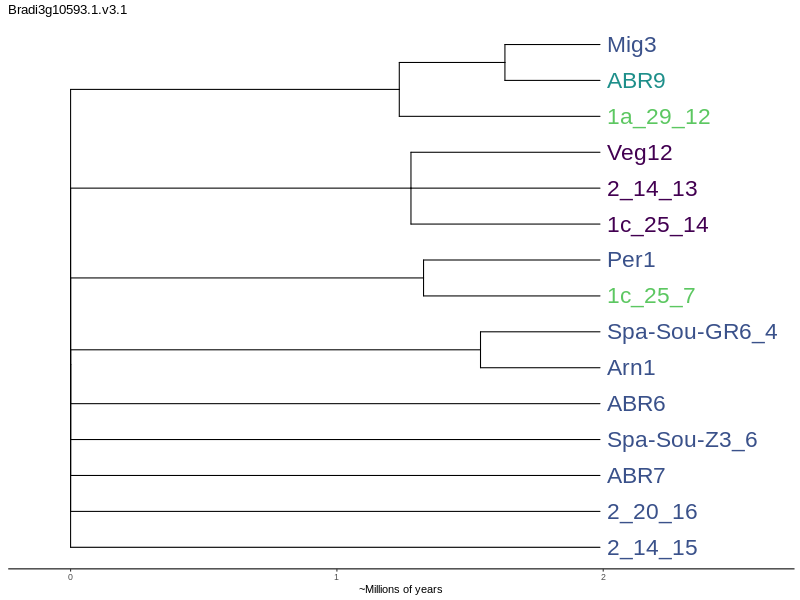 Bradi3g10593.1.v3.1
Mig3
ABR9
1a_29_12
Veg12
2_14_13
1c_25_14
Per1
1c_25_7
Spa-Sou-GR6_4
Arn1
ABR6
Spa-Sou-Z3_6
ABR7
2_20_16
2_14_15
0 1 2
~Millions of years